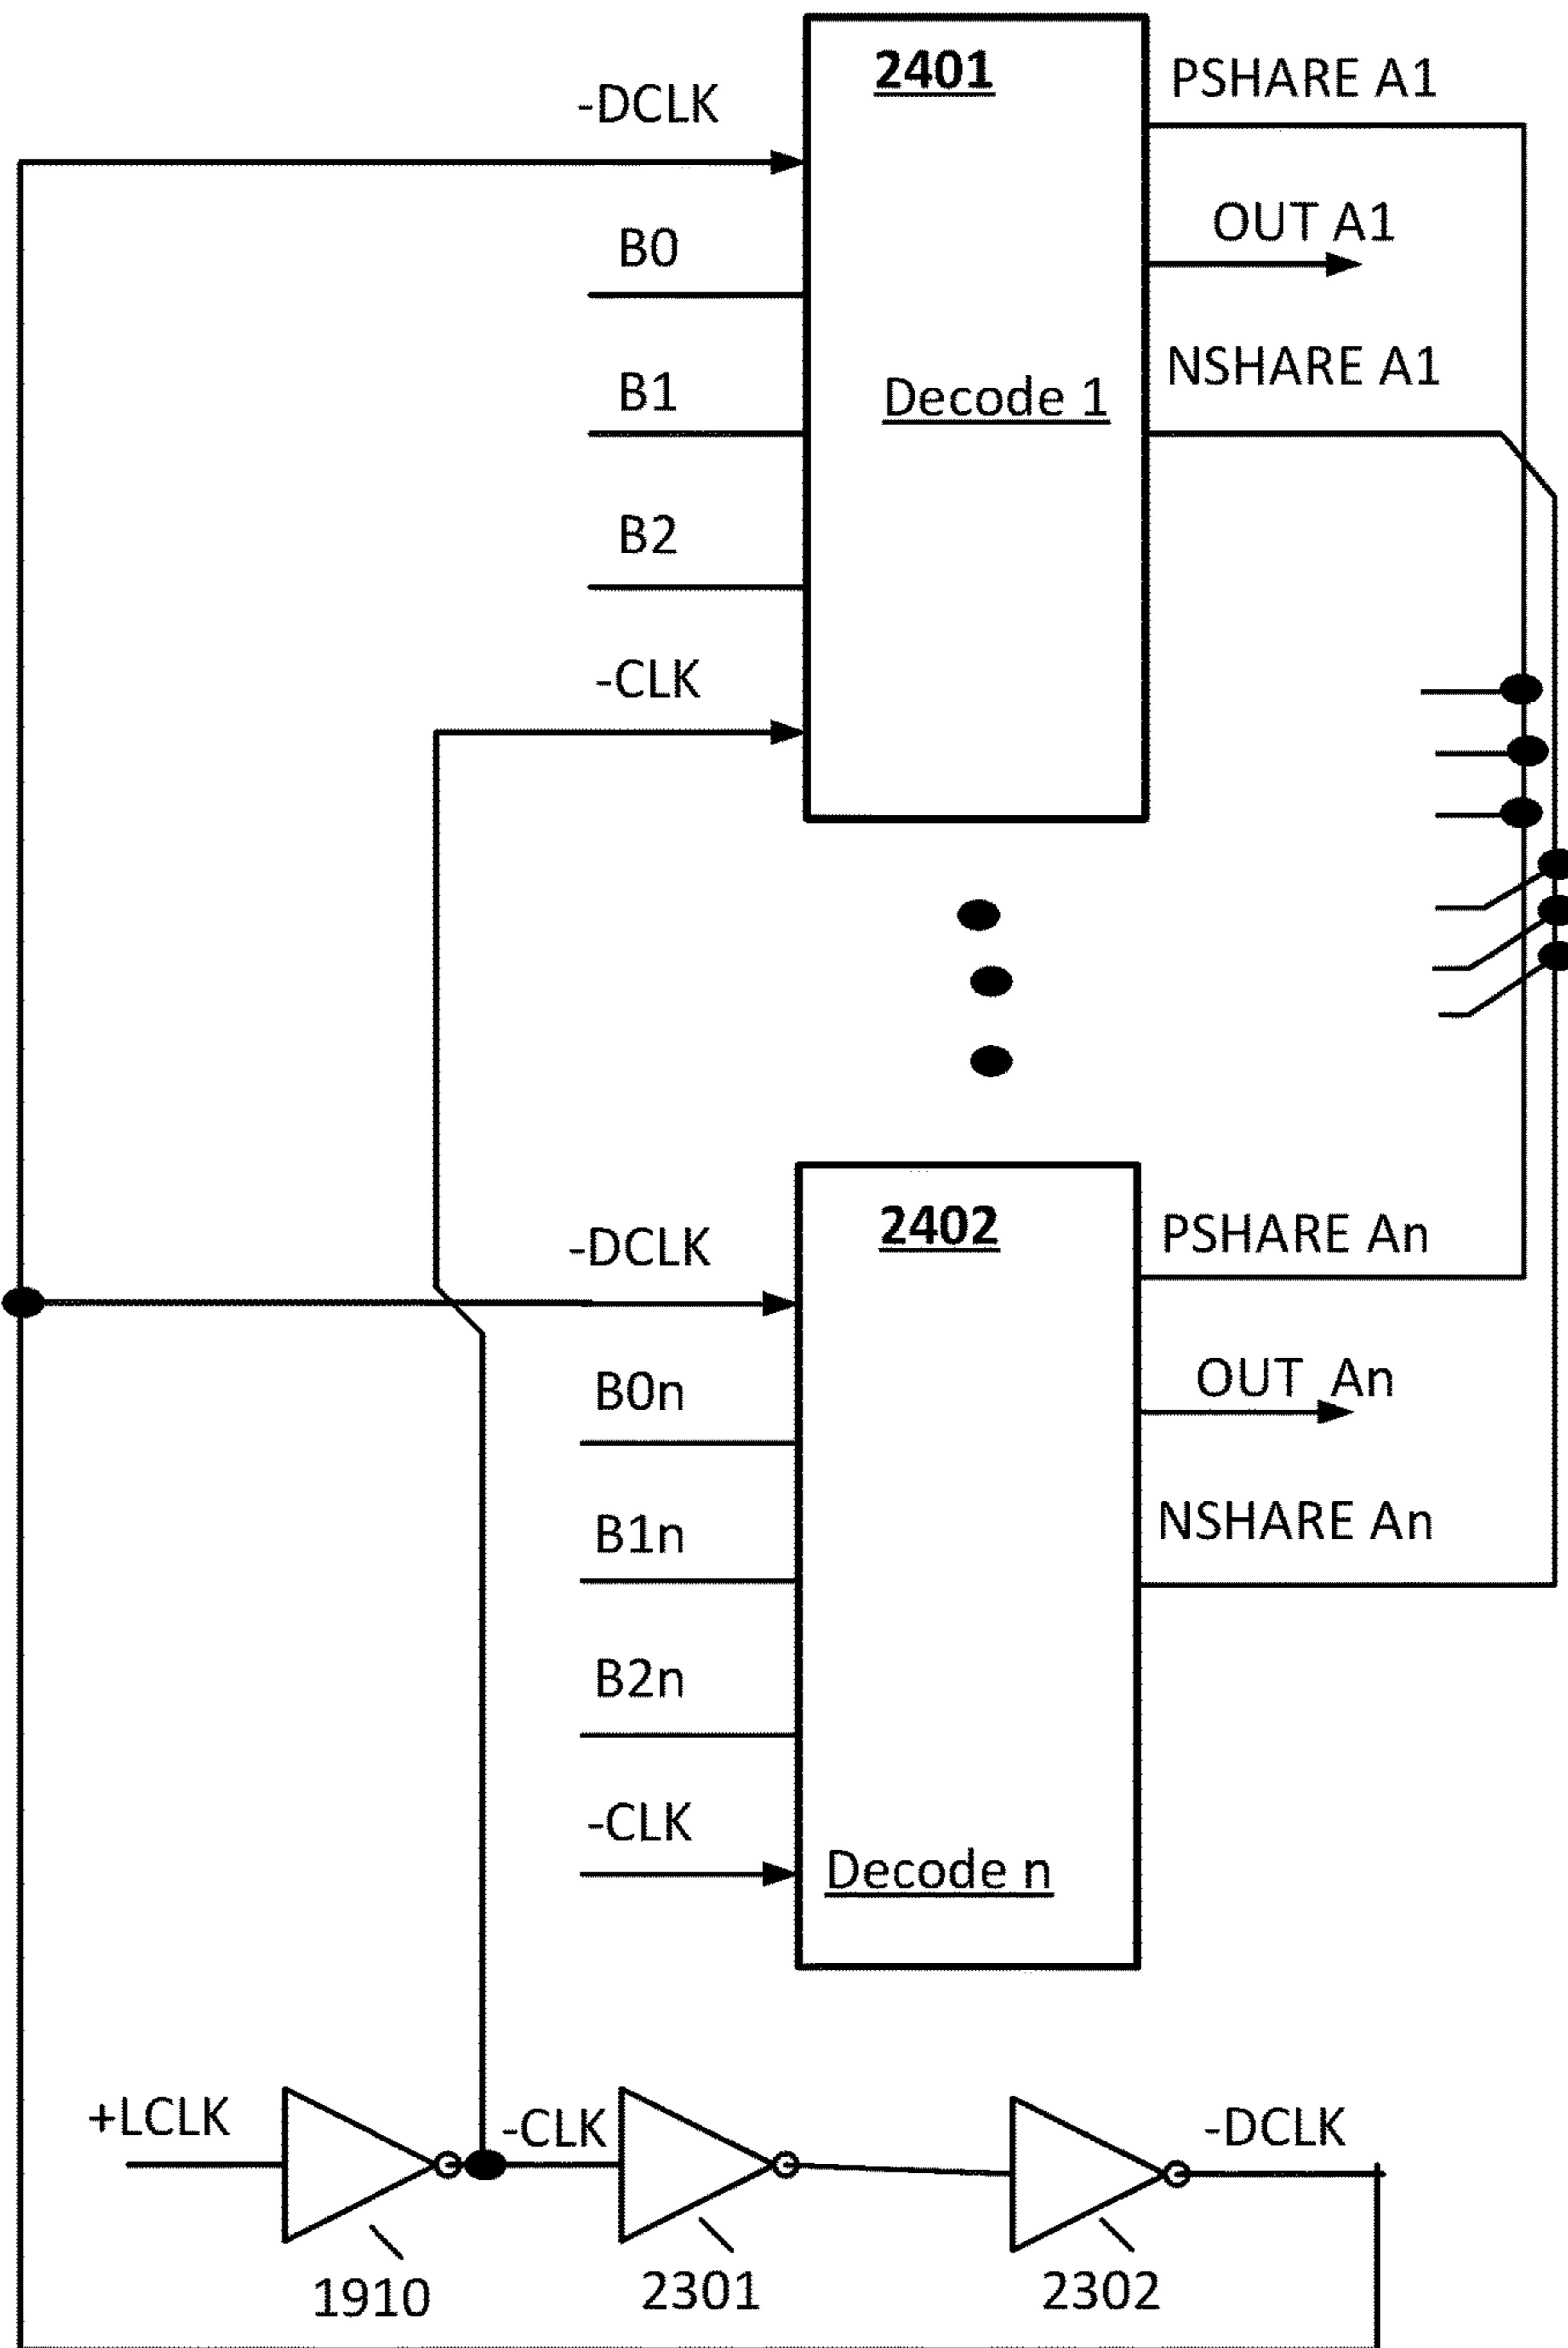 2401
PSHARE A1
-DCLK
OUT A1
B0
NSHARE A1
B1
Decode 1
B2
-CLK
2402
PSHARE An
-DCLK
OUT An
B0n
NSHARE An
B1n
B2n
-CLK
Decode n
+LCLK
-CLK
-DCLK
1910
2301
2302